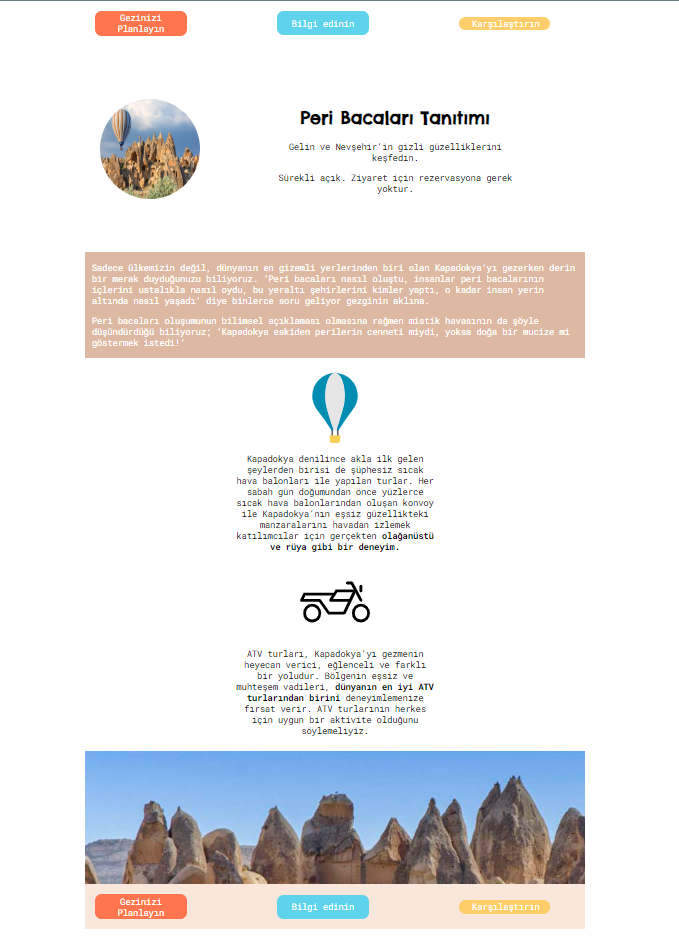 Gezinizi
Planlayın
Bilgi edinin
Karşılaştırın
Peri Bacaları Tanıtımı
Gelin ve Nevşehir'in gizli güzelliklerini
keşfedin.
Sürekli açık. Ziyaret için rezervasyona gerek
yoktur.
Sadece ülkemizin değil, dünyanın en gizemli yerlerinden biri olan Kapadokya'yı gezerken derin
bir merak duyduğunuzu biliyoruz. 'Peri bacaları nasıl oluştu, insanlar peri bacalarının
içlerini ustalıkla nasıl oydu, bu yeraltı şehirlerini kimler yaptı, o kadar insan yerin
altında nasıl yaşadı' diye binlerce soru geliyor gezginin aklına.
Peri bacaları oluşumunun bilimsel açıklaması olmasına rağmen mistik havasının da şöyle
düşündürdüğü biliyoruz; 'Kapadokya eskiden perilerin cenneti miydi, yoksa doğa bir mucize mi
göstermek istedi!'
Kapadokya denilince akla ilk gelen
şeylerden birisi de şüphesiz sıcak
hava balonları ile yapılan turlar. Her
sabah gün doğumundan önce yüzlerce
sıcak hava balonlarından oluşan konvoy
ile Kapadokya'nın eşsiz güzellikteki
manzaralarını havadan izlemek
katılımcılar için gerçekten olağanüstü
ve rüya gibi bir deneyim.
ATV turları, Kapadokya'yı gezmenin
heyecan verici, eğlenceli ve farklı
bir yoludur. Bölgenin eşsiz ve
muhteşem vadileri, dünyanın en iyi ATV
turlarından birini deneyimlemenize
fırsat verir. ATV turlarının herkes
için uygun bir aktivite olduğunu
söylemeliyiz.
Gezinizi
Planlayın
Bilgi edinin
Karşılaştırın